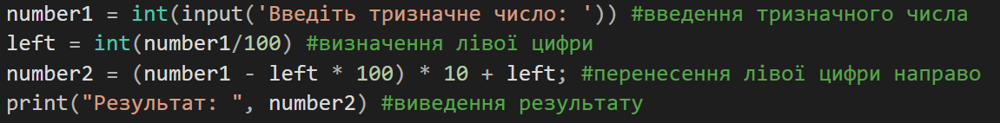 number1 = int(input('Введіть тризначне число: ')) #введення тризначного числа
left = int(number1/100) #визначення лівої цифри
number2 = (number1 - left * 100) * 10 + left; #перенесення лівої цифри направо
print("Результат: ", number2) #виведення результату